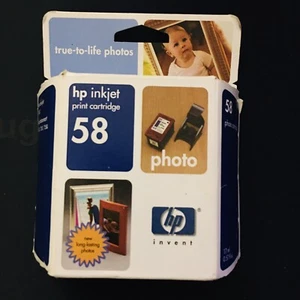 true-to-life photos
hp inkjet
print cartridge
58
58
photo
new
long-lasting
photos
hp
invent